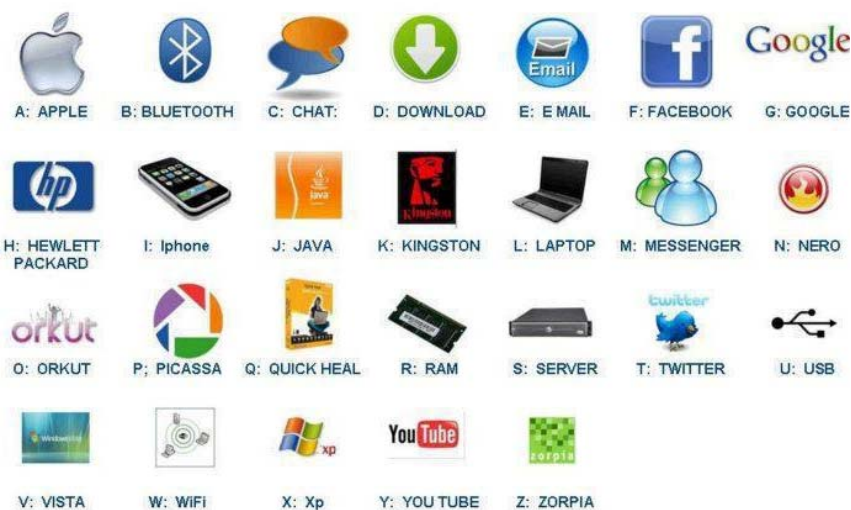 Email
f
Google
A: APPLE
B: BLUETOOTH
C: CHAT:
D: DOWNLOAD
E: E MAIL
F: FACEBOOK
G: GOOGLE
hp
Java
Kingston
H: HEWLETT
PACKARD
I: Iphone
J: JAVA
K: KINGSTON
L: LAPTOP
M: MESSENGER
N: NERO
orkut
twitter
O: ORKUT
P; PICASSA
Q: QUICK HEAL
R: RAM
S: SERVER
T: TWITTER
U: USB
xp
You Tube
zorpia
V: VISTA
W: WiFi
X: Xp
Y: YOU TUBE
Z: ZORPIA